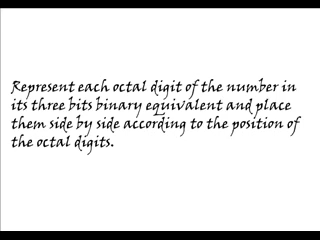 Represent each octal digit of the number in
its three bits binary equivalent and place
them side by side according to the position of
the octal digits.